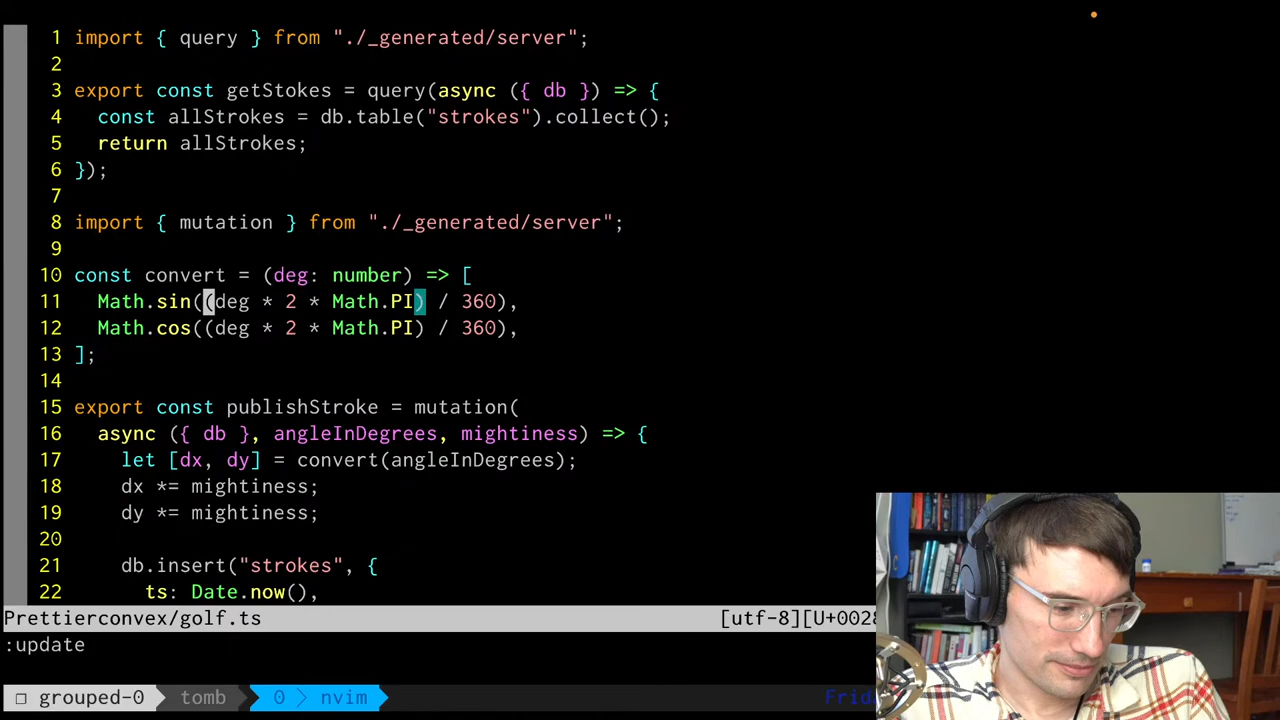 1 import { query } from "./_generated/server";
2
3 export const getStokes = query(async ({ db }) => {
4 const allStrokes = db.table("strokes").collect();
5 return allStrokes;
6 });
7
8 import { mutation } from "./_generated/server";
9
10 const convert = (deg: number) => [
11 Math.sin((deg * 2 * Math.PI) / 360),
12 Math.cos((deg * 2 * Math.PI) / 360),
13 ];
14
15 export const publishStroke = mutation(
16 async ({ db }, angleInDegrees, mightiness) => {
17 let [dx, dy] = convert(angleInDegrees);
18 dx *= mightiness;
19 dy *= mightiness;
20
21 db.insert("strokes", {
22 ts: Date.now(),
Prettierconvex/golf.ts [utf-8][U+0028
:update
❐ grouped-0 tomb 0 nvim Frid